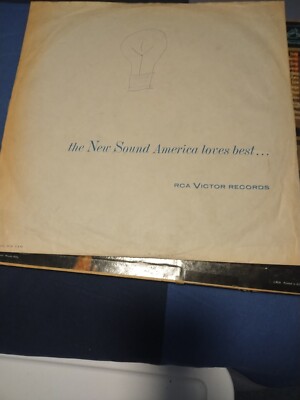 the New Sound America loves best...
RCA VICTOR RECORDS